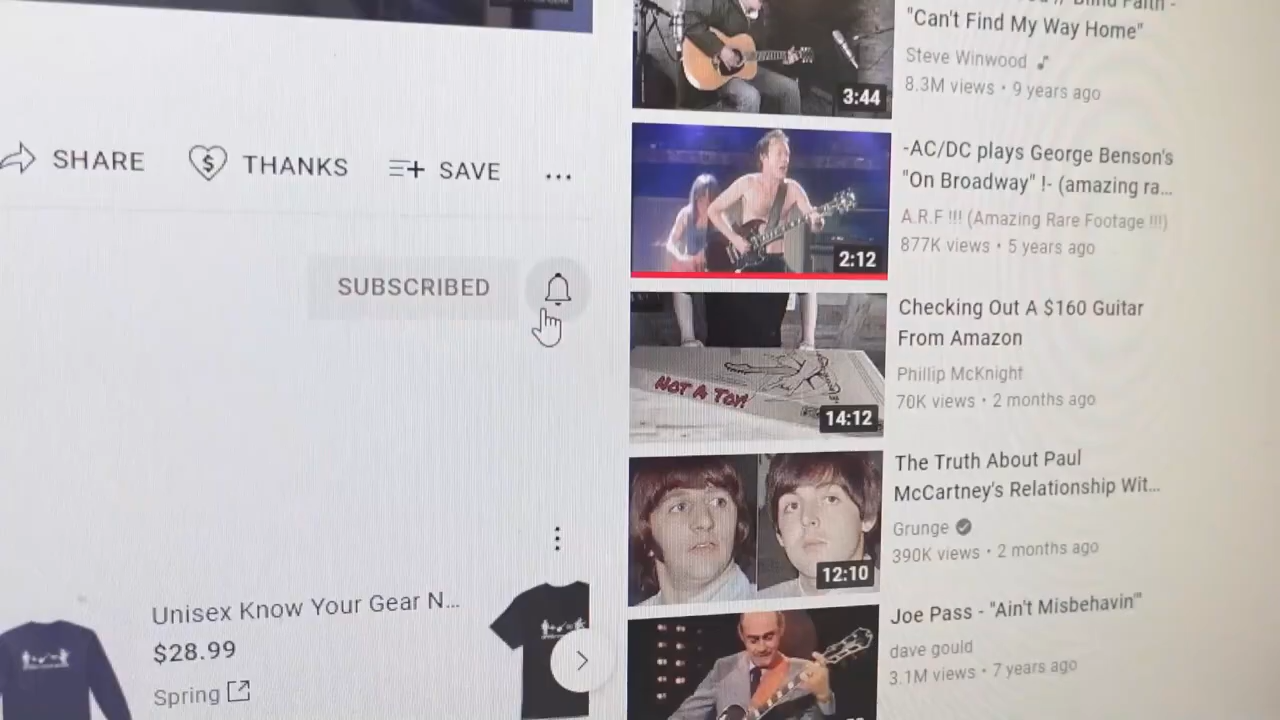 "Can't Find My Way Home"
Steve Winwood
8.3M views • 9 years ago
3:44
SHARE
THANKS
SAVE
SUBSCRIBED
-AC/DC plays George Benson's
"On Broadway" !- (amazing ra...
A.R.F !!! (Amazing Rare Footage !!!)
877K views • 5 years ago
2:12
Checking Out A $160 Guitar
From Amazon
Phillip McKnight
70K views • 2 months ago
NOT A TOY!
14:12
The Truth About Paul
McCartney's Relationship Wit...
Grunge
390K views • 2 months ago
12:10
Unisex Know Your Gear N...
$28.99
Spring
Joe Pass - "Ain't Misbehavin'"
dave gould
3.1M views • 7 years ago